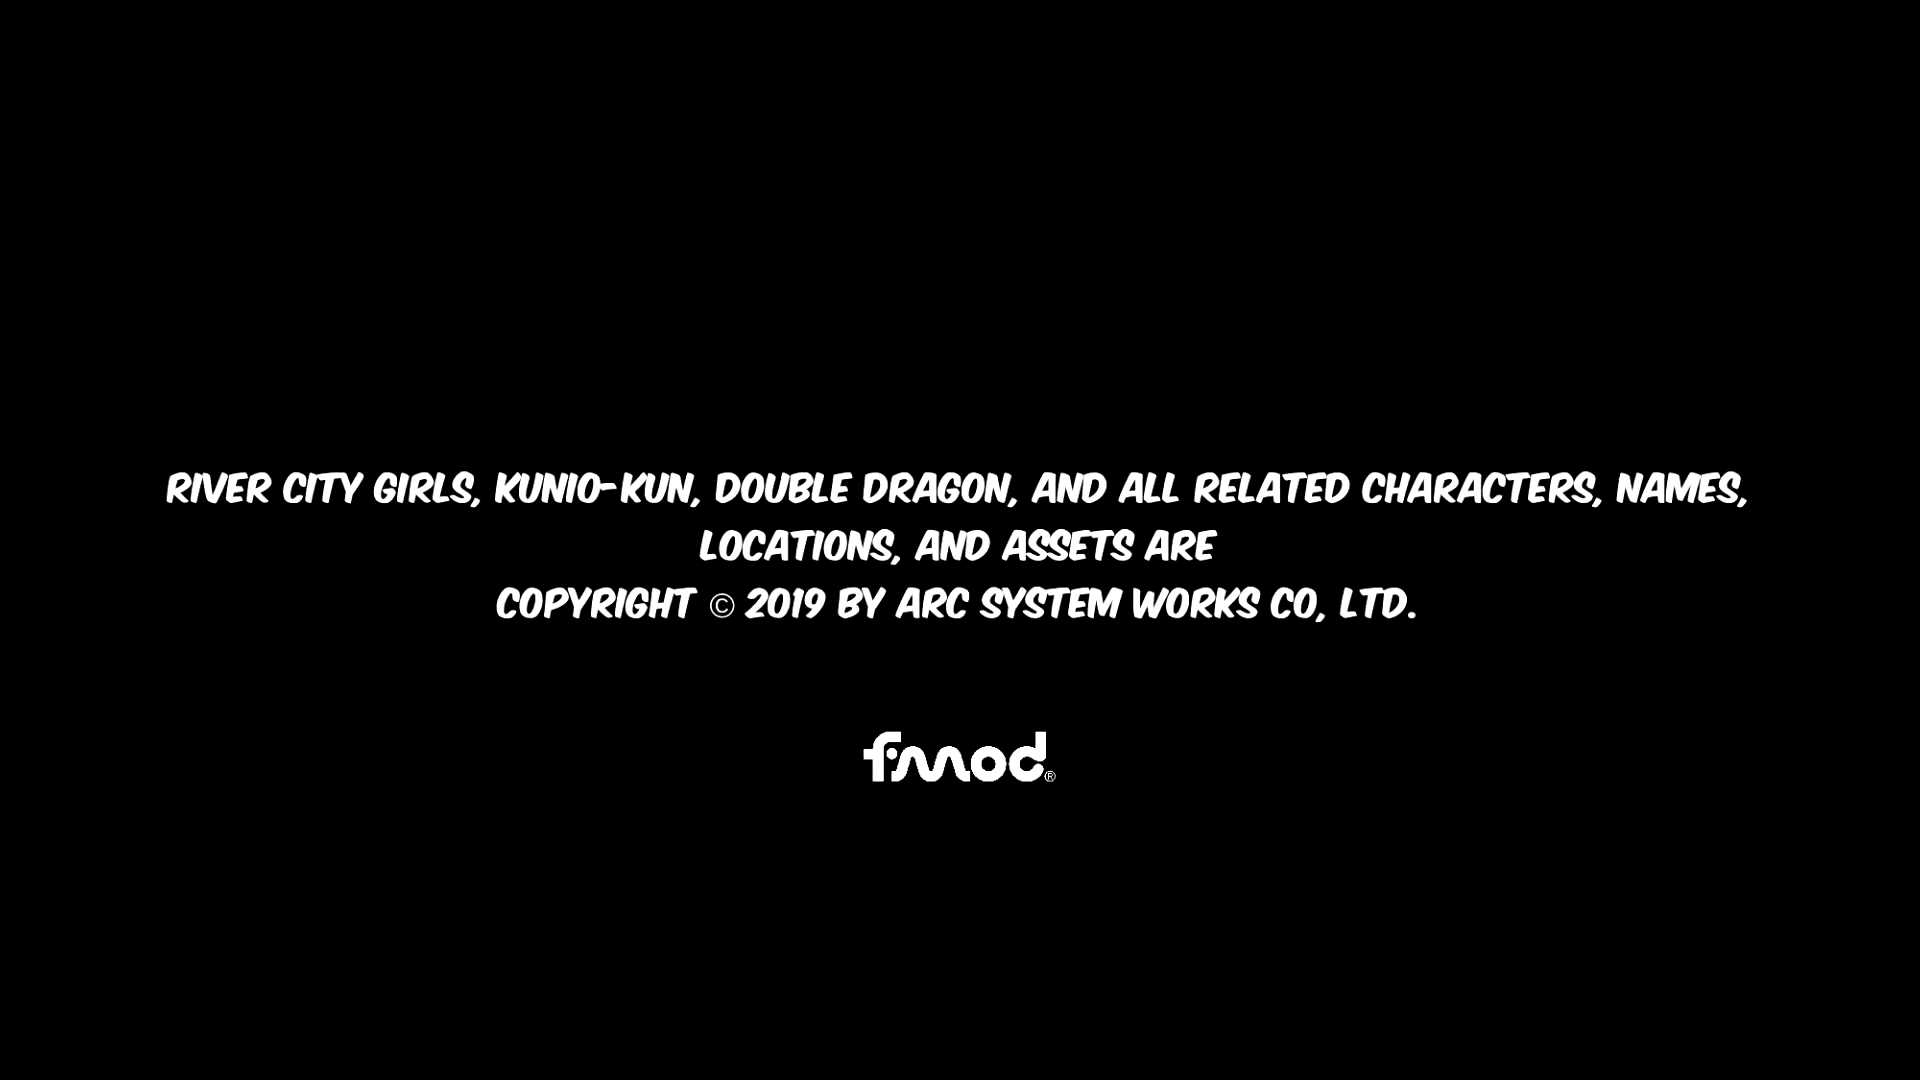 RIVER CITY GIRLS, KUNIO-KUN, DOUBLE DRAGON, AND ALL RELATED CHARACTERS, NAMES,
LOCATIONS, AND ASSETS ARE
COPYRIGHT © 2019 BY ARC SYSTEM WORKS CO, LTD.
fmod®